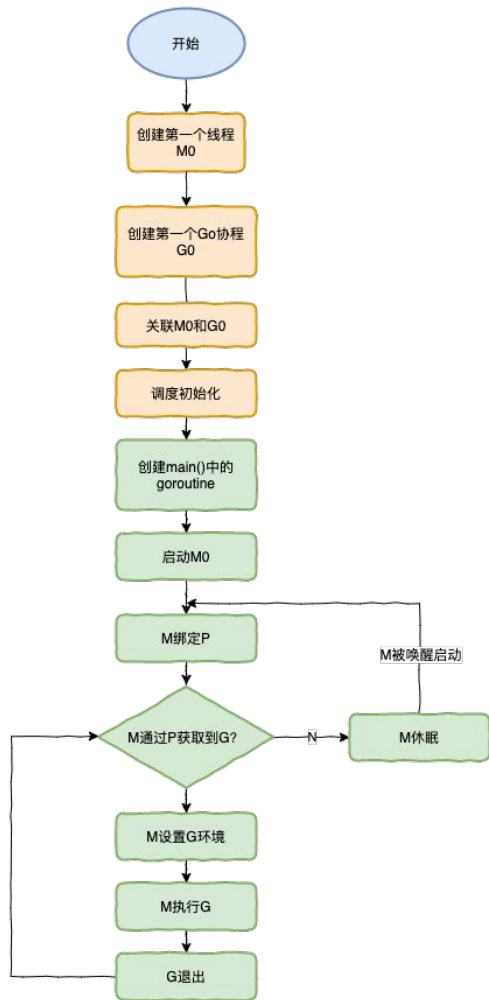 开始
创建第一个线程
M0
创建第一个Go协程
G0
关联M0和G0
调度初始化
创建main()中的
goroutine
启动M0
M绑定P
M被唤醒启动
M通过P获取到G?
N
M休眠
M设置G环境
M执行G
G退出